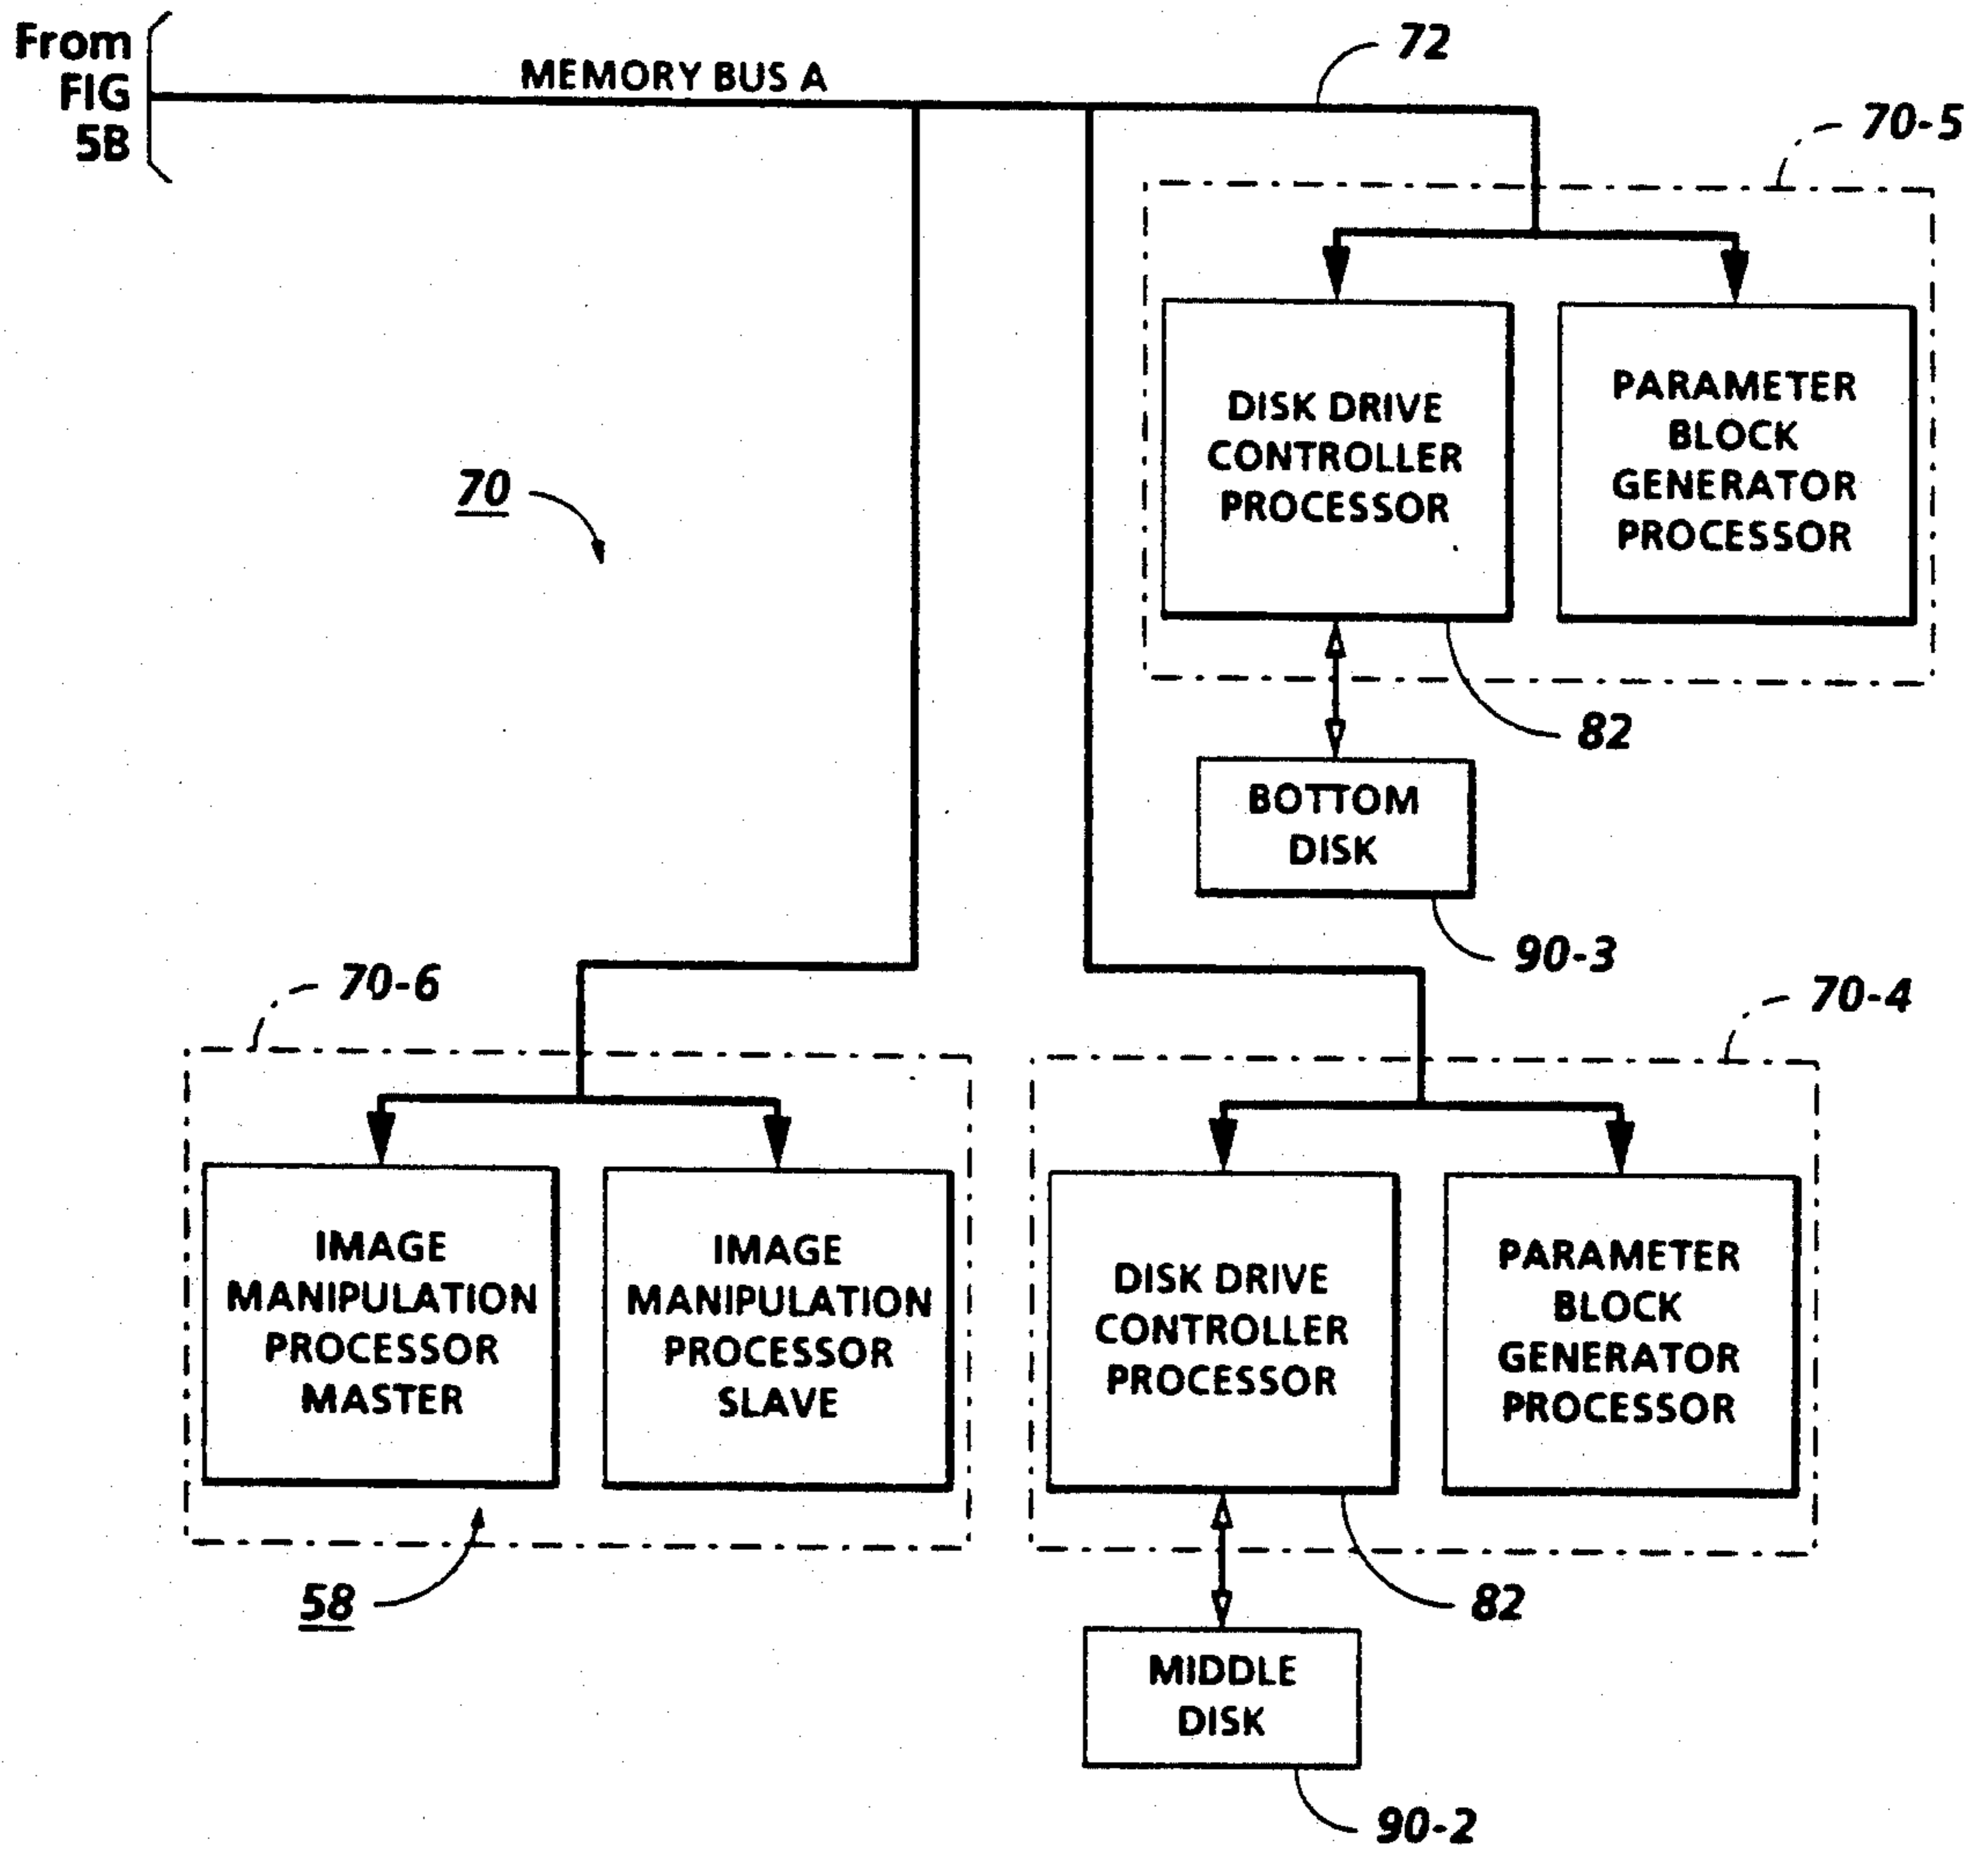 From
FIG
5B
MEMORY BUS A
72
70-5
DISK DRIVE
CONTROLLER
PROCESSOR
PARAMETER
BLOCK
GENERATOR
PROCESSOR
70
82
BOTTOM
DISK
90-3
70-6
70-4
IMAGE
MANIPULATION
PROCESSOR
MASTER
IMAGE
MANIPULATION
PROCESSOR
SLAVE
DISK DRIVE
CONTROLLER
PROCESSOR
PARAMETER
BLOCK
GENERATOR
PROCESSOR
58
82
MIDDLE
DISK
90-2